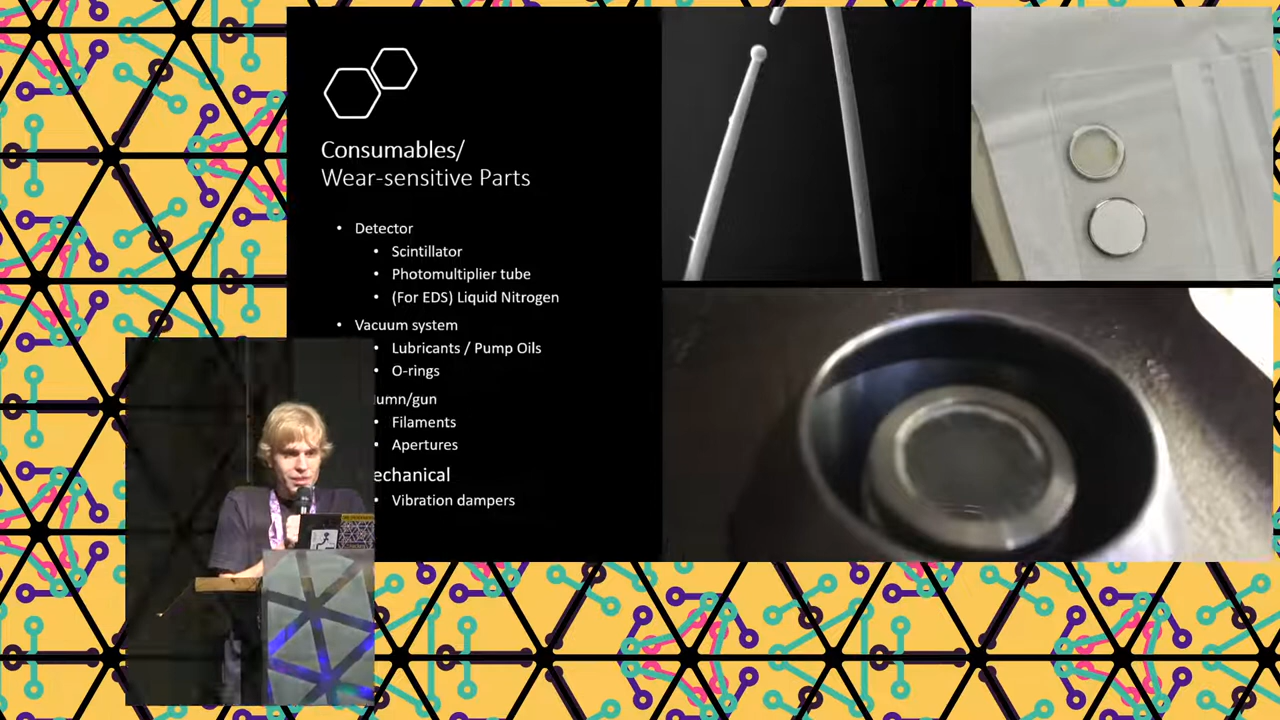 Consumables/
Wear-sensitive Parts
• Detector
• Scintillator
• Photomultiplier tube
• (For EDS) Liquid Nitrogen
• Vacuum system
• Lubricants / Pump Oils
• O-rings
umn/gun
• Filaments
• Apertures
echanical
• Vibration dampers